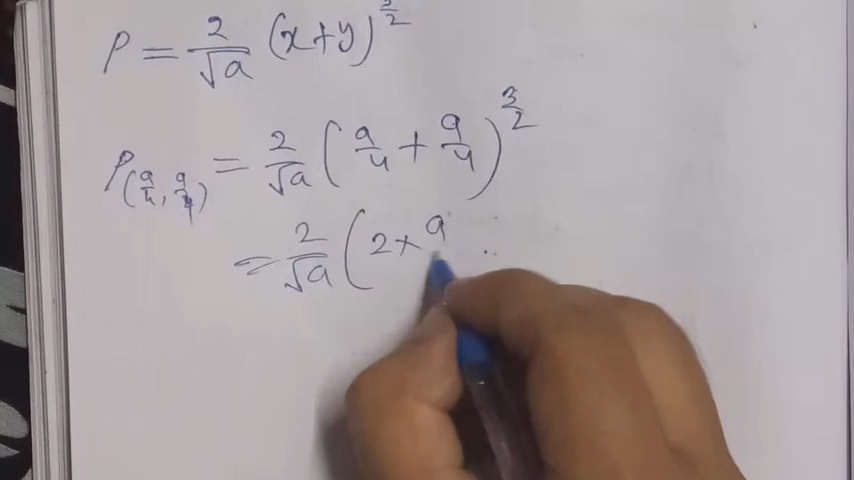 ρ = 2/√a (x+y)^3/2
ρ(a/4, a/4) = 2/√a (a/4 + a/4)^3/2
= 2/√a (2× a